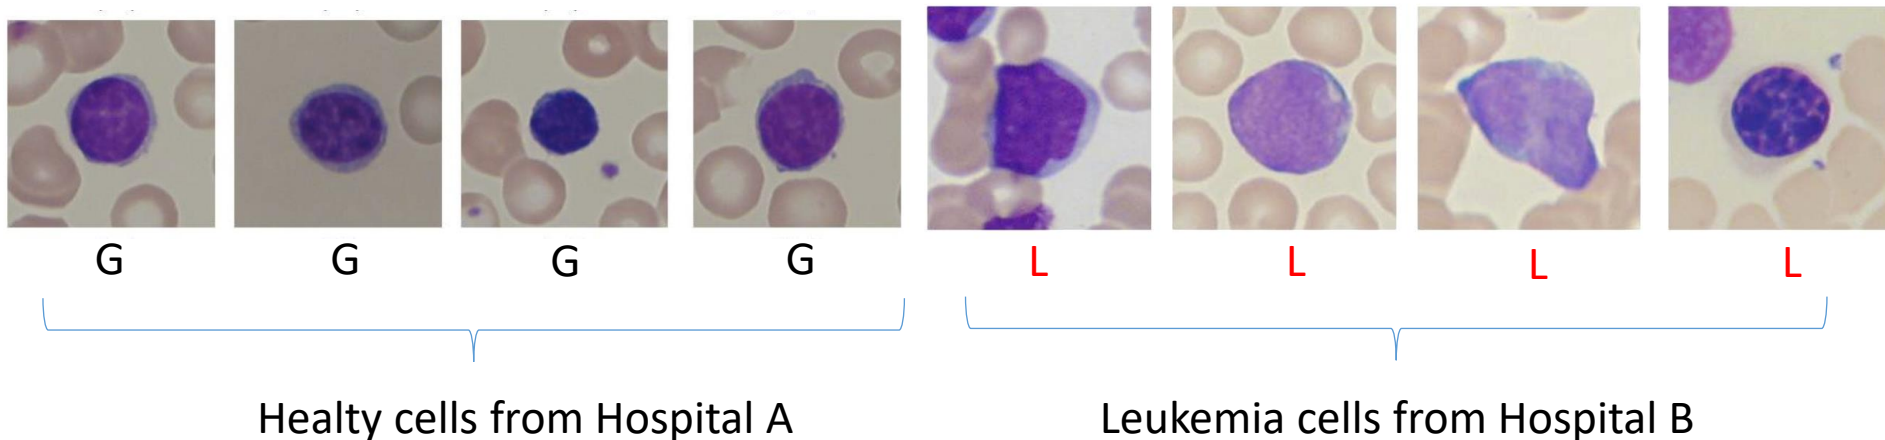 G G G G L L L L
Healty cells from Hospital A Leukemia cells from Hospital B